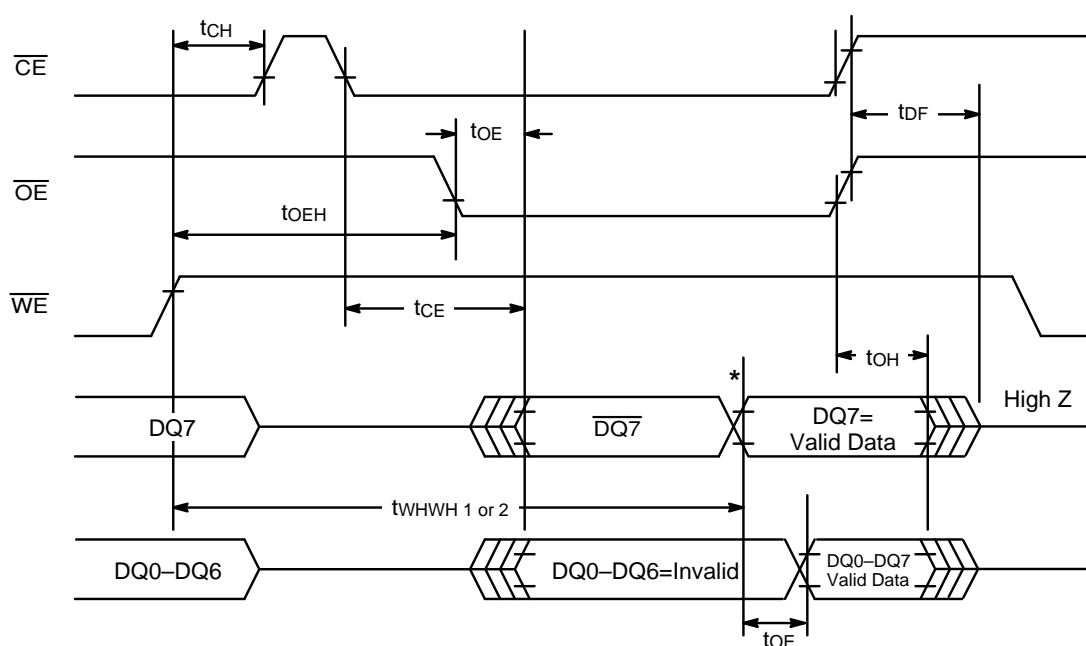 tCH
CE
tDF
tOE
OE
tOEH
WE
tCE
tOH
*
High Z
DQ7
DQ7
DQ7=
Valid Data
tWHWH 1 or 2
DQ0–DQ6
DQ0–DQ6=Invalid
DQ0–DQ7
Valid Data
tOE